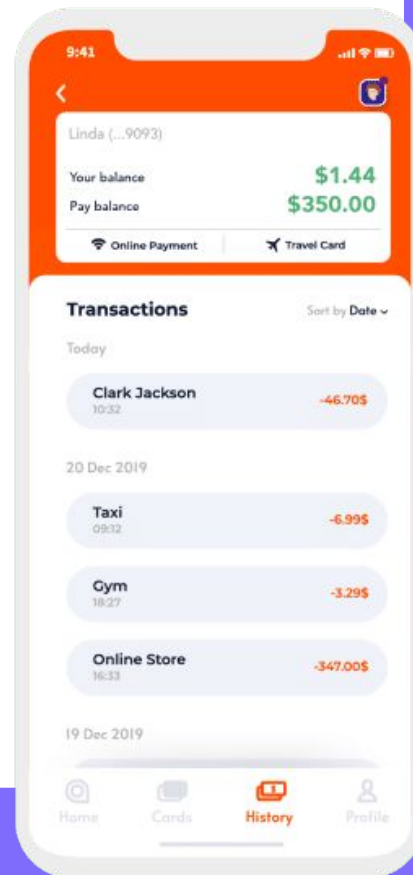 9:41
Linda (...9093)
Your balance $1.44
Pay balance $350.00
Online Payment Travel Card
Transactions Sort by Date
Today
Clark Jackson
10:32
-46.70$
20 Dec 2019
Taxi
09:12
-6.99$
Gym
18:27
-3.29$
Online Store
16:33
-347.00$
19 Dec 2019
Home Cards History Profile